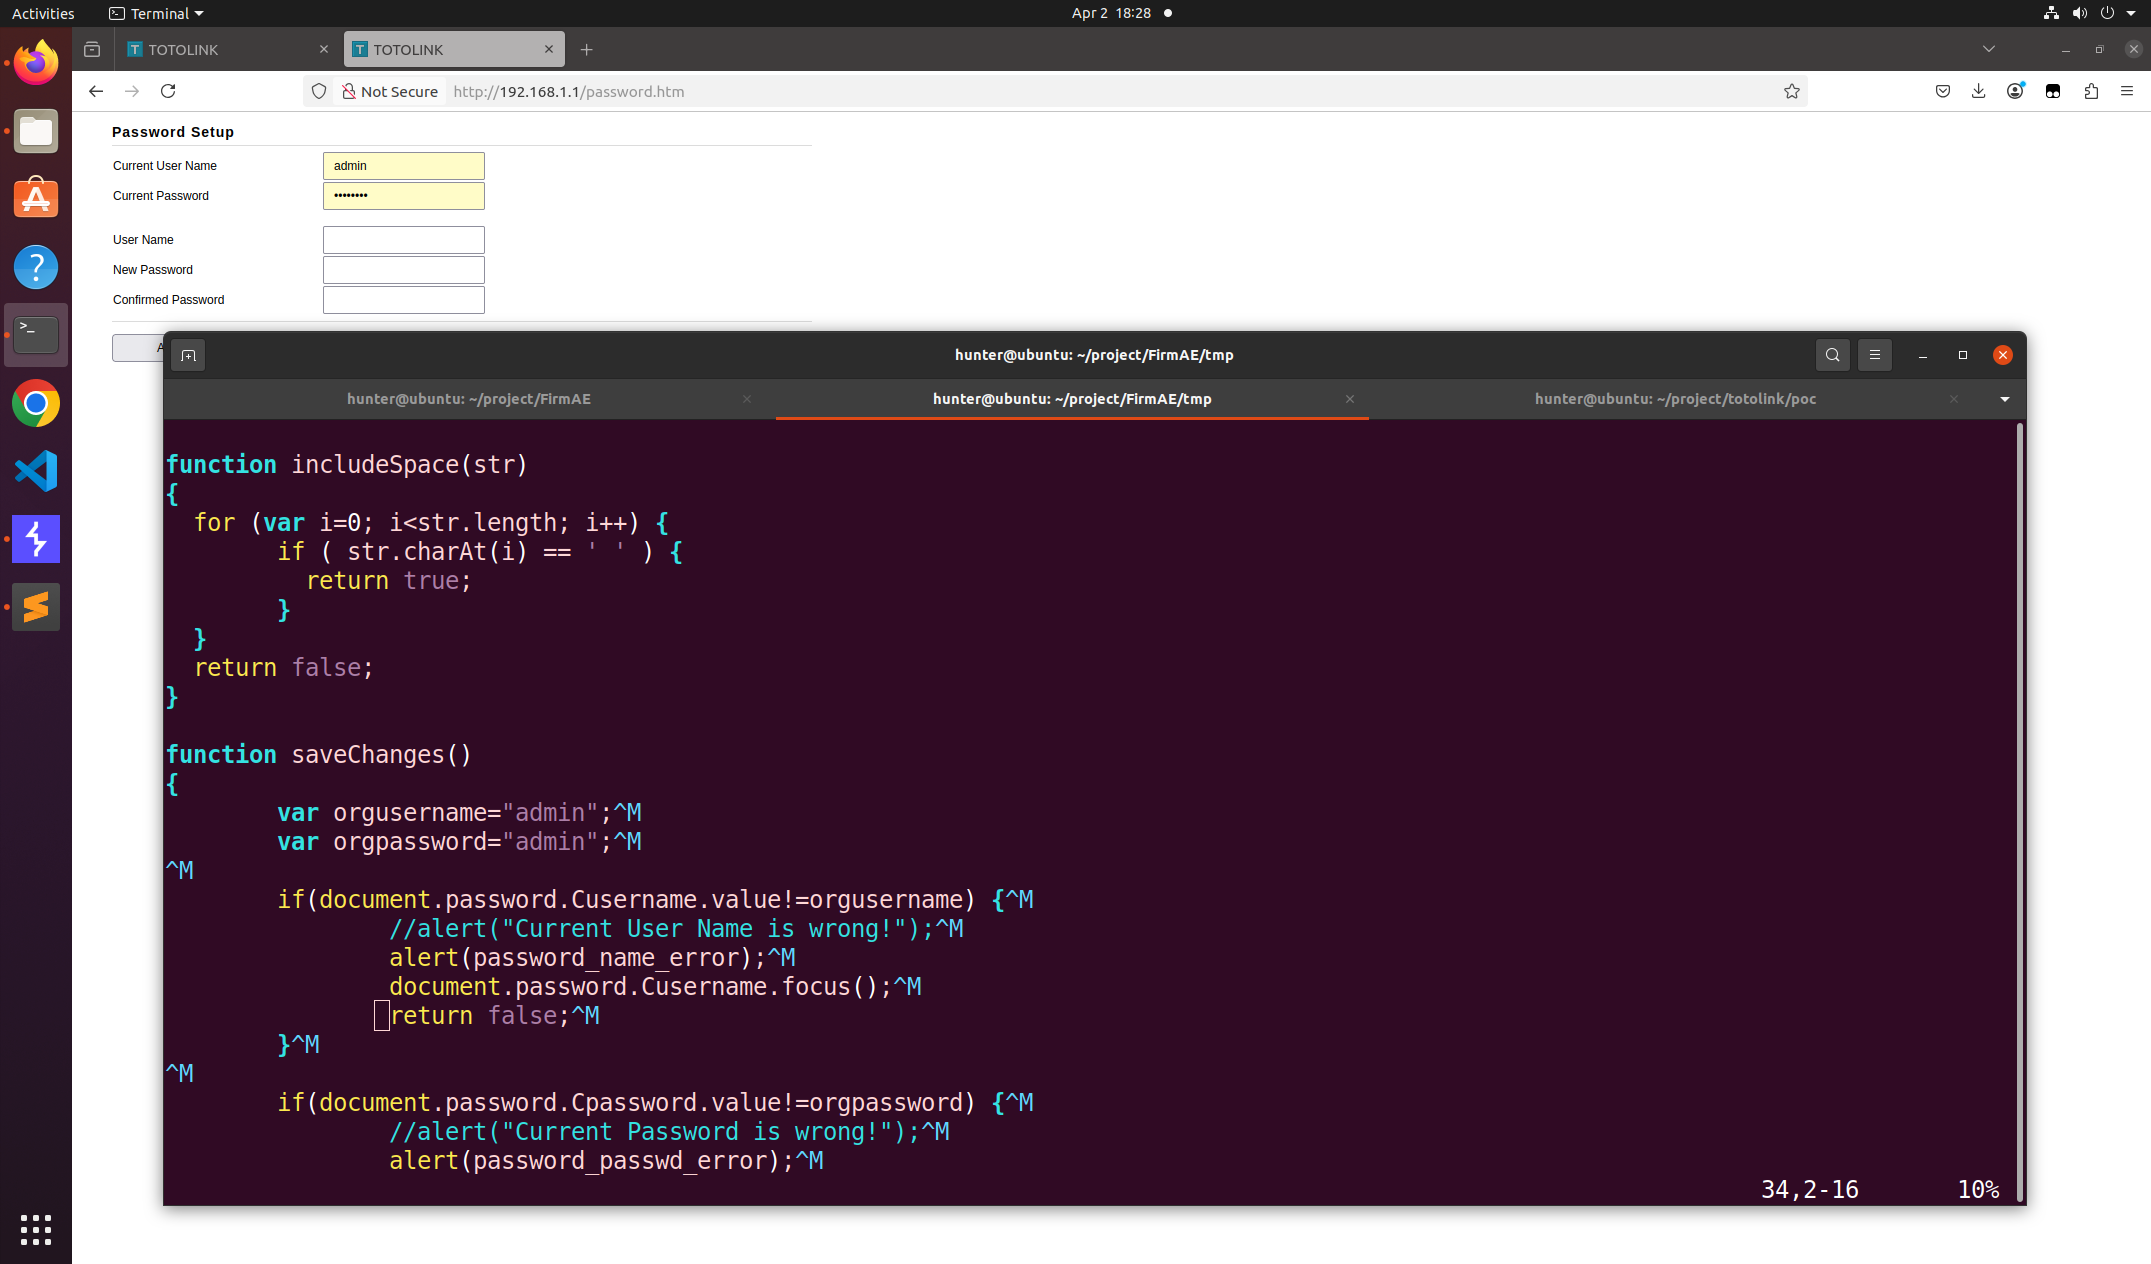 Activities
Terminal
Apr 2 18:28
TOTOLINK
TOTOLINK
Not Secure
http://192.168.1.1/password.htm
Password Setup
Current User Name
admin
Current Password
••••••••
User Name
New Password
Confirmed Password
A
hunter@ubuntu: ~/project/FirmAE/tmp
hunter@ubuntu: ~/project/FirmAE
hunter@ubuntu: ~/project/FirmAE/tmp
hunter@ubuntu: ~/project/totolink/poc
function includeSpace(str)
{
  for (var i=0; i<str.length; i++) {
        if ( str.charAt(i) == ' ' ) {
          return true;
        }
  }
  return false;
}
function saveChanges()
{
        var orgusername="admin";^M
        var orgpassword="admin";^M
^M
        if(document.password.Cusername.value!=orgusername) {^M
                //alert("Current User Name is wrong!");^M
                alert(password_name_error);^M
                document.password.Cusername.focus();^M
                return false;^M
        }^M
^M
        if(document.password.Cpassword.value!=orgpassword) {^M
                //alert("Current Password is wrong!");^M
                alert(password_passwd_error);^M
34,2-16
10%